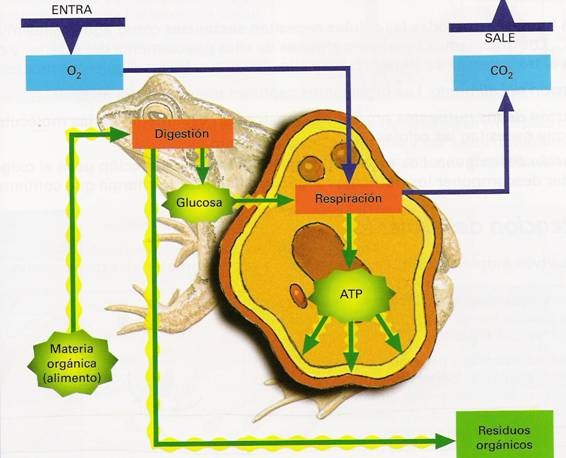 ENTRA
SALE
O₂
CO₂
Digestión
Glucosa
Respiración
ATP
Materia
orgánica
(alimento)
Residuos
orgánicos